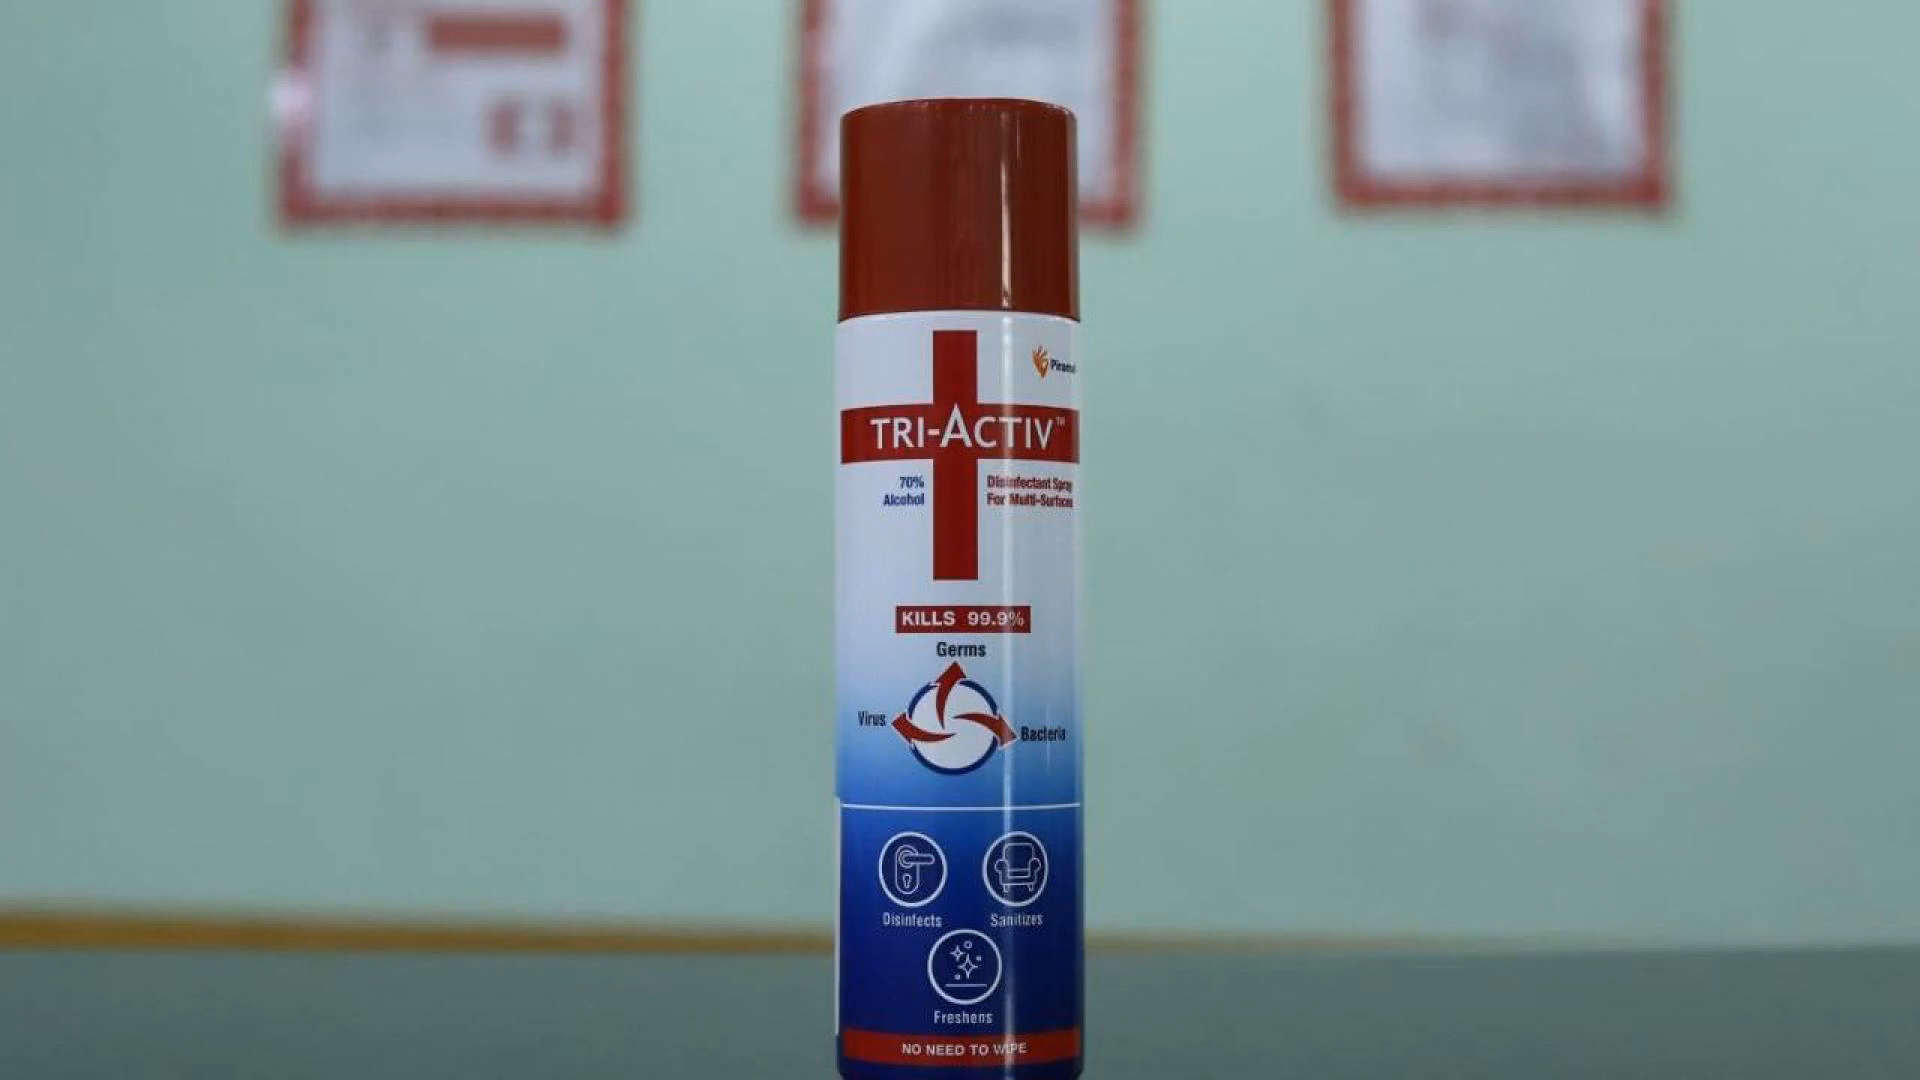 Piramal
TRI-ACTIV™
70%
Alcohol
Disinfectant Spray
For Multi-Surfaces
KILLS 99.9%
Germs
Virus
Bacteria
Disinfects
Sanitizes
Freshens
NO NEED TO WIPE